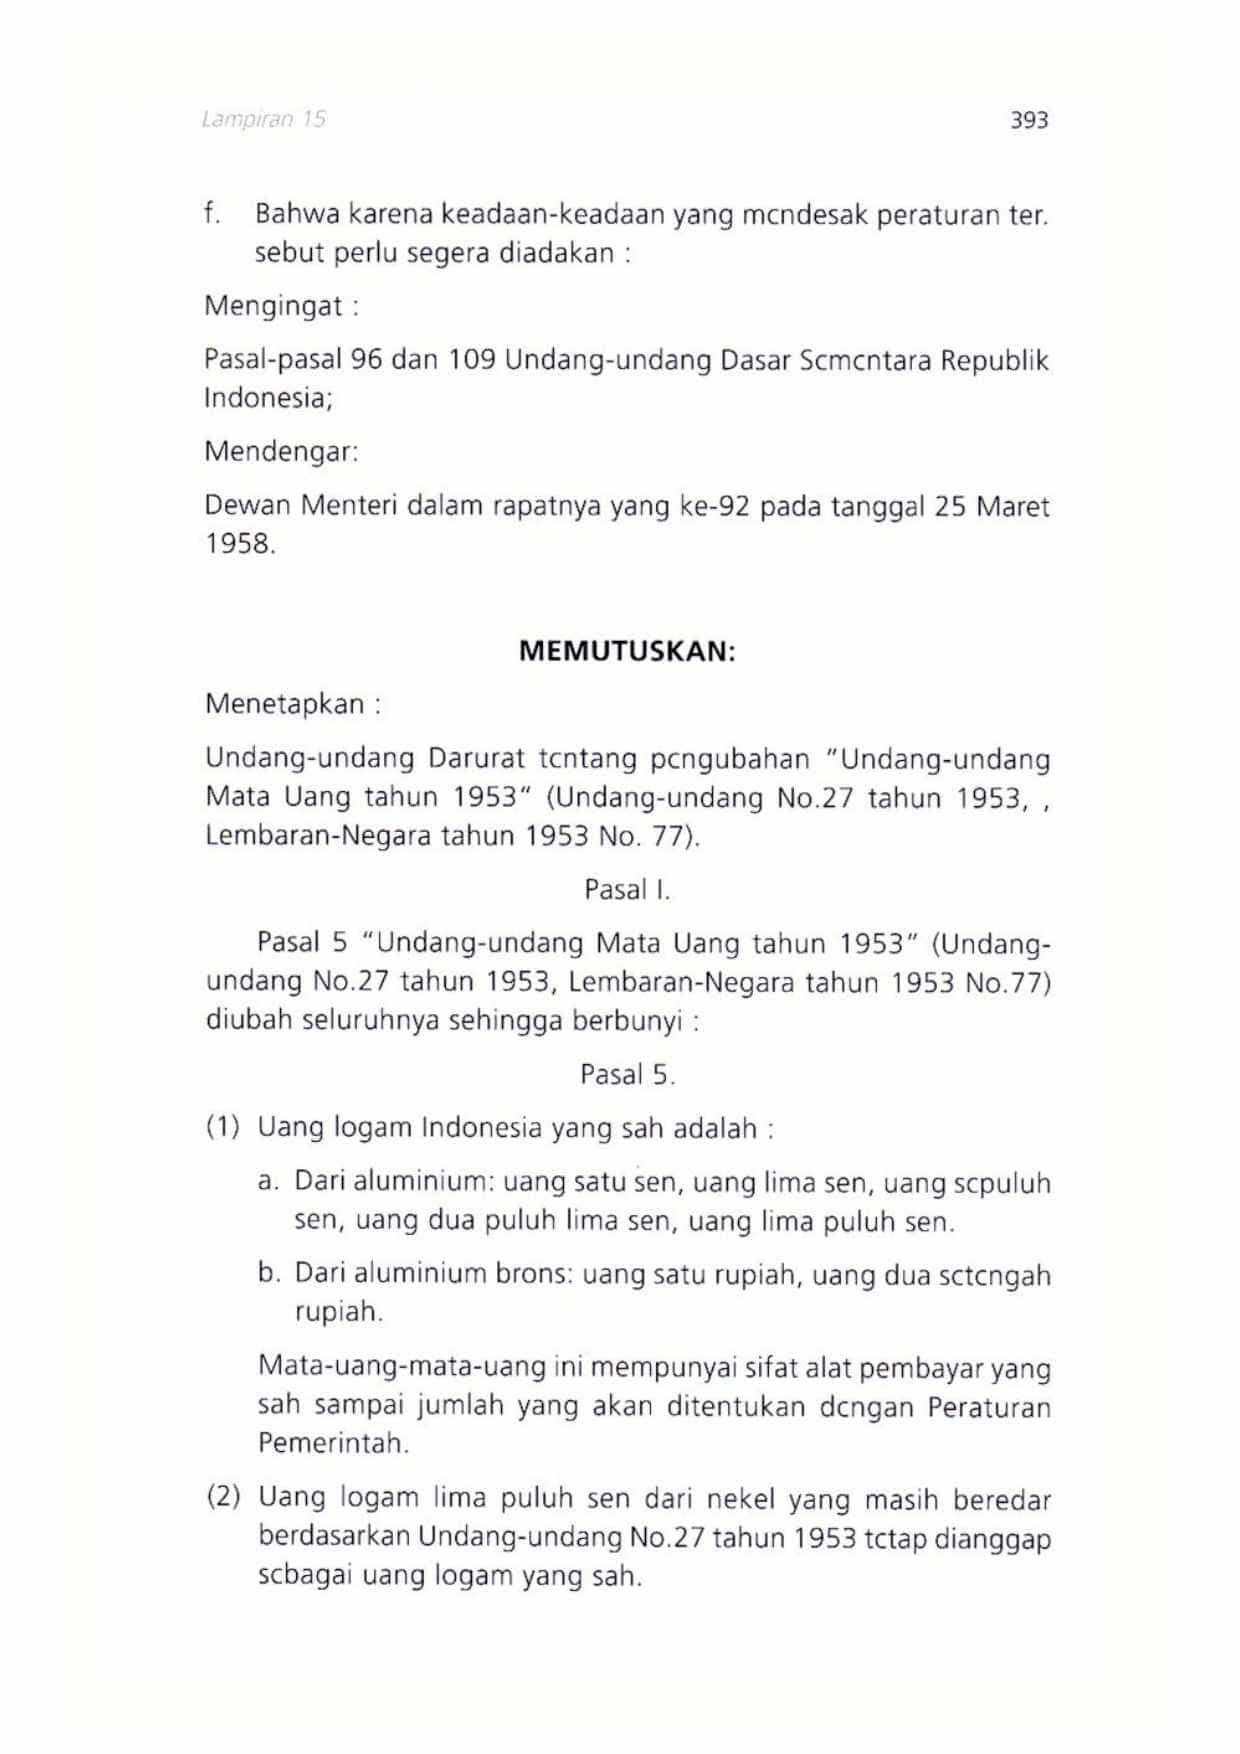 Lampiran 15
393
f. Bahwa karena keadaan-keadaan yang mcndesak peraturan ter.
sebut perlu segera diadakan :
Mengingat :
Pasal-pasal 96 dan 109 Undang-undang Dasar Scmcntara Republik
Indonesia;
Mendengar:
Dewan Menteri dalam rapatnya yang ke-92 pada tanggal 25 Maret
1958.
MEMUTUSKAN:
Menetapkan :
Undang-undang Darurat tcntang pcngubahan "Undang-undang
Mata Uang tahun 1953" (Undang-undang No.27 tahun 1953, ,
Lembaran-Negara tahun 1953 No. 77).
Pasal I.
Pasal 5 "Undang-undang Mata Uang tahun 1953" (Undang-
undang No.27 tahun 1953, Lembaran-Negara tahun 1953 No.77)
diubah seluruhnya sehingga berbunyi :
Pasal 5.
(1) Uang logam Indonesia yang sah adalah :
a. Dari aluminium: uang satu sen, uang lima sen, uang scpuluh
sen, uang dua puluh lima sen, uang lima puluh sen.
b. Dari aluminium brons: uang satu rupiah, uang dua sctcngah
rupiah.
Mata-uang-mata-uang ini mempunyai sifat alat pembayar yang
sah sampai jumlah yang akan ditentukan dcngan Peraturan
Pemerintah.
(2) Uang logam lima puluh sen dari nekel yang masih beredar
berdasarkan Undang-undang No.27 tahun 1953 tctap dianggap
scbagai uang logam yang sah.